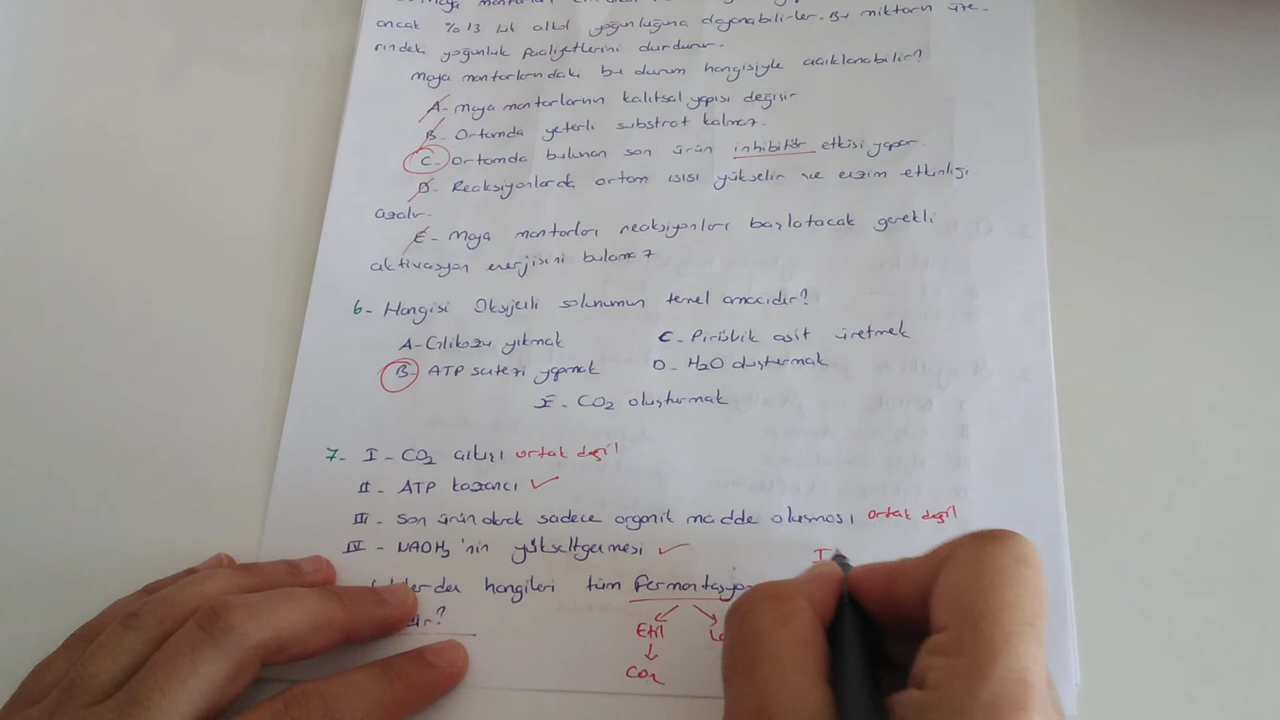 ancak %13 lük alkol yoğunluğuna dayanabilirler. Bu miktarın üze-
rindeki yoğunluk faaliyetlerini durdurur.
Maya mantarlarındaki bu durum hangisiyle açıklanabilir?
A- Maya mantarlarının kalıtsal yapısı değişir
B- Ortamda yeterli substrat kalmaz.
C- Ortamda bulunan son ürün inhibitör etkisi yapar.
D- Reaksiyonlarda ortam ısısı yükselir ve enzim etkinliği
azalır.
E- Maya mantarları reaksiyonları başlatacak gerekli
aktivasyon enerjisini bulamaz.
6- Hangisi Oksijenli solunumun temel amacıdır?
A- Glikozu yıkmak
C- Pirüvik asit üretmek
B- ATP sentezi yapmak
D- H2O oluşturmak
E- CO2 oluşturmak
7- I- CO2 çıkışı ortak değil
II- ATP kazancı ✓
III- Son ürün olarak sadece organik madde oluşması ortak değil
IV- NADH2'nin yükseltgenmesi ✓
I
hangileri tüm fermantasyon
Etil
La
CO2